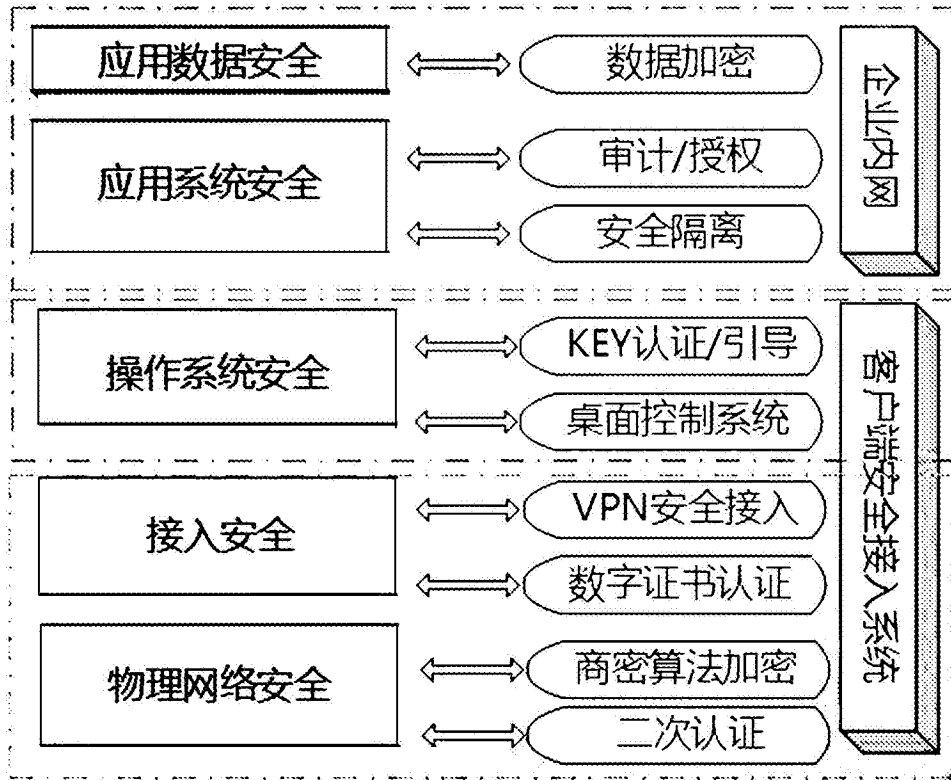 应用数据安全
数据加密
应用系统安全
审计/授权
安全隔离
企业内网
操作系统安全
KEY认证/引导
桌面控制系统
接入安全
VPN安全接入
数字证书认证
物理网络安全
商密算法加密
二次认证
客户端安全接入系统